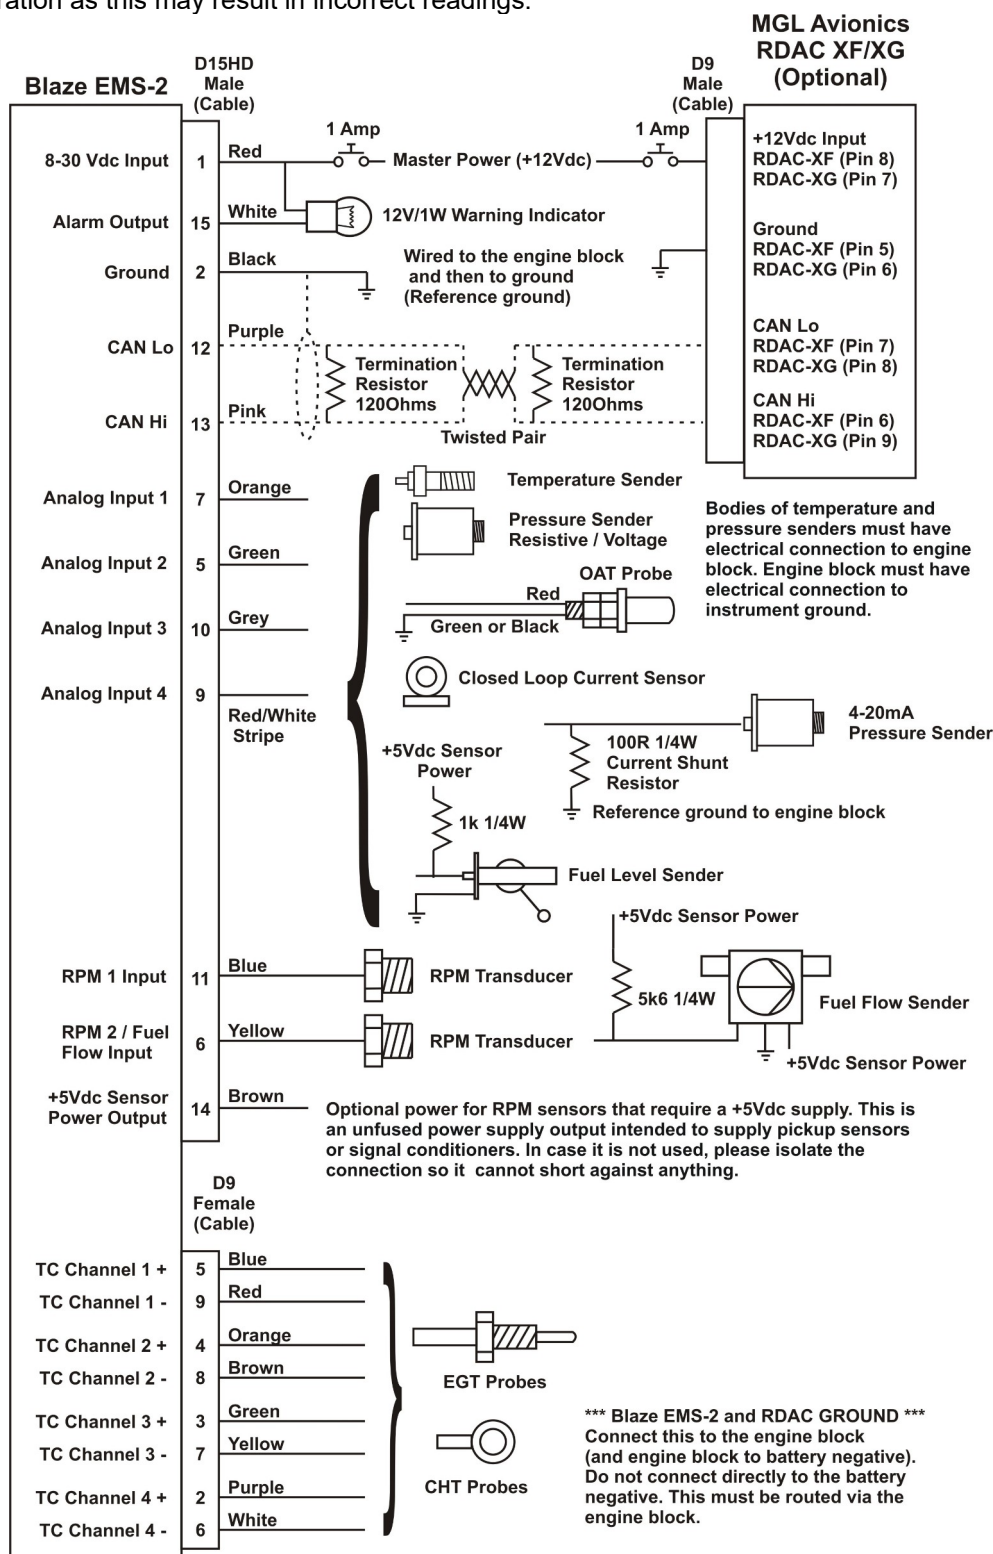 ration as this may result in incorrect readings.
MGL Avionics
RDAC XF/XG
(Optional)
D15HD
Male
(Cable)
D9
Male
(Cable)
Blaze EMS-2
8-30 Vdc Input
1
Red
1 Amp
Master Power (+12Vdc)
1 Amp
+12Vdc Input
RDAC-XF (Pin 8)
RDAC-XG (Pin 7)
Alarm Output
15
White
12V/1W Warning Indicator
Ground
2
Black
Wired to the engine block
and then to ground
(Reference ground)
Ground
RDAC-XF (Pin 5)
RDAC-XG (Pin 6)
CAN Lo
12
Purple
Termination
Resistor
120Ohms
Termination
Resistor
120Ohms
CAN Lo
RDAC-XF (Pin 7)
RDAC-XG (Pin 8)
CAN Hi
13
Pink
Twisted Pair
CAN Hi
RDAC-XF (Pin 6)
RDAC-XG (Pin 9)
Analog Input 1
7
Orange
Temperature Sender
Pressure Sender
Resistive / Voltage
Bodies of temperature and
pressure senders must have
electrical connection to engine
block. Engine block must have
electrical connection to
instrument ground.
Analog Input 2
5
Green
OAT Probe
Red
Green or Black
Analog Input 3
10
Grey
Analog Input 4
9
Red/White
Stripe
Closed Loop Current Sensor
4-20mA
Pressure Sender
100R 1/4W
Current Shunt
Resistor
Reference ground to engine block
+5Vdc Sensor
Power
1k 1/4W
Fuel Level Sender
+5Vdc Sensor Power
RPM 1 Input
11
Blue
RPM Transducer
5k6 1/4W
Fuel Flow Sender
RPM 2 / Fuel
Flow Input
6
Yellow
RPM Transducer
+5Vdc Sensor Power
+5Vdc Sensor
Power Output
14
Brown
Optional power for RPM sensors that require a +5Vdc supply. This is
an unfused power supply output intended to supply pickup sensors
or signal conditioners. In case it is not used, please isolate the
connection so it  cannot short against anything.
D9
Female
(Cable)
TC Channel 1 +
5
Blue
TC Channel 1 -
9
Red
TC Channel 2 +
4
Orange
TC Channel 2 -
8
Brown
TC Channel 3 +
3
Green
TC Channel 3 -
7
Yellow
TC Channel 4 +
2
Purple
TC Channel 4 -
6
White
EGT Probes
CHT Probes
*** Blaze EMS-2 and RDAC GROUND ***
Connect this to the engine block
(and engine block to battery negative).
Do not connect directly to the battery
negative. This must be routed via the
engine block.